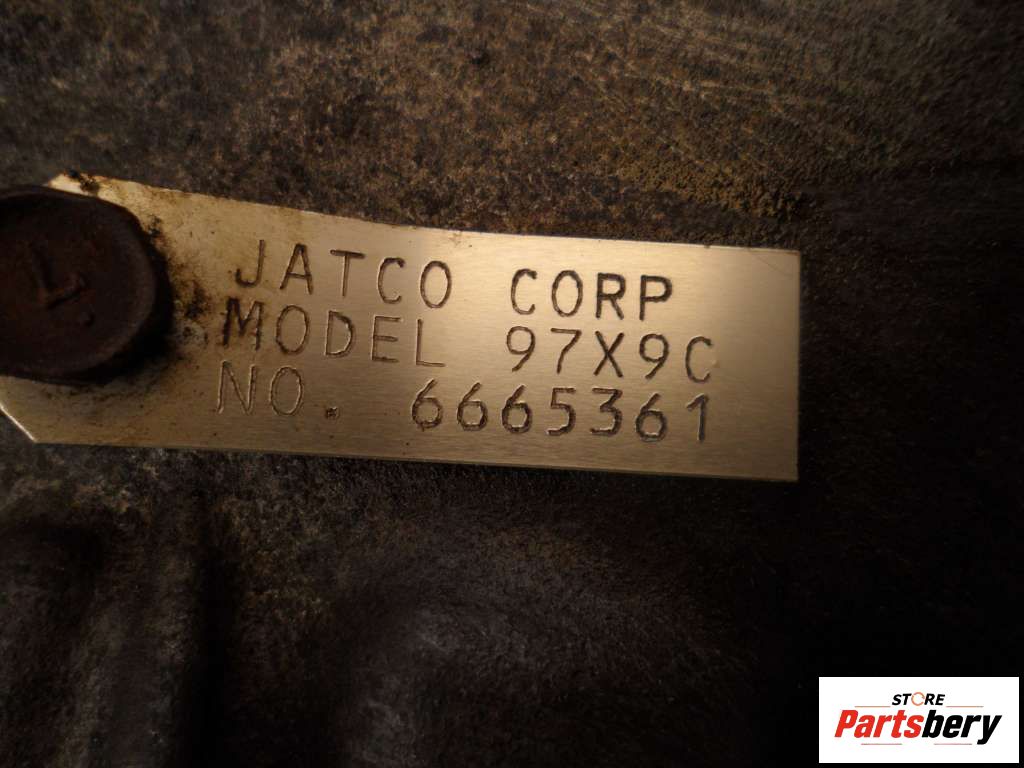 JATCO CORP
MODEL 97X9C
NO. 6665361
STORE
Partsbery